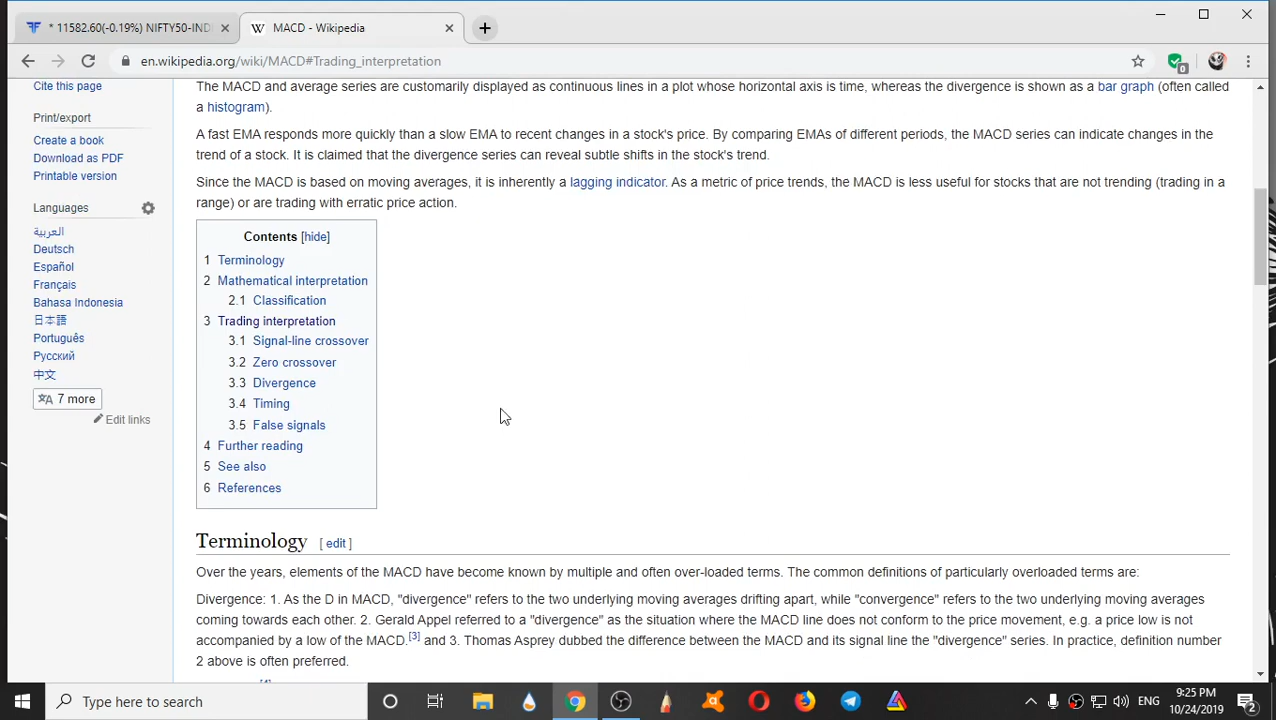 * 11582.60(-0.19%) NIFTY50-IND
MACD - Wikipedia
en.wikipedia.org/wiki/MACD#Trading_interpretation
0
Cite this page
Print/export
Create a book
Download as PDF
Printable version
Languages
العربية
Deutsch
Español
Français
Bahasa Indonesia
日本語
Português
Русский
中文
7 more
Edit links
The MACD and average series are customarily displayed as continuous lines in a plot whose horizontal axis is time, whereas the divergence is shown as a bar graph (often called
a histogram).
A fast EMA responds more quickly than a slow EMA to recent changes in a stock's price. By comparing EMAs of different periods, the MACD series can indicate changes in the
trend of a stock. It is claimed that the divergence series can reveal subtle shifts in the stock's trend.
Since the MACD is based on moving averages, it is inherently a lagging indicator. As a metric of price trends, the MACD is less useful for stocks that are not trending (trading in a
range) or are trading with erratic price action.
Contents [hide]
1 Terminology
2 Mathematical interpretation
2.1 Classification
3 Trading interpretation
3.1 Signal-line crossover
3.2 Zero crossover
3.3 Divergence
3.4 Timing
3.5 False signals
4 Further reading
5 See also
6 References
Terminology [ edit ]
Over the years, elements of the MACD have become known by multiple and often over-loaded terms. The common definitions of particularly overloaded terms are:
Divergence: 1. As the D in MACD, "divergence" refers to the two underlying moving averages drifting apart, while "convergence" refers to the two underlying moving averages
coming towards each other. 2. Gerald Appel referred to a "divergence" as the situation where the MACD line does not conform to the price movement, e.g. a price low is not
accompanied by a low of the MACD.[3] and 3. Thomas Asprey dubbed the difference between the MACD and its signal line the "divergence" series. In practice, definition number
2 above is often preferred.
Type here to search
ENG
9:25 PM
10/24/2019
2